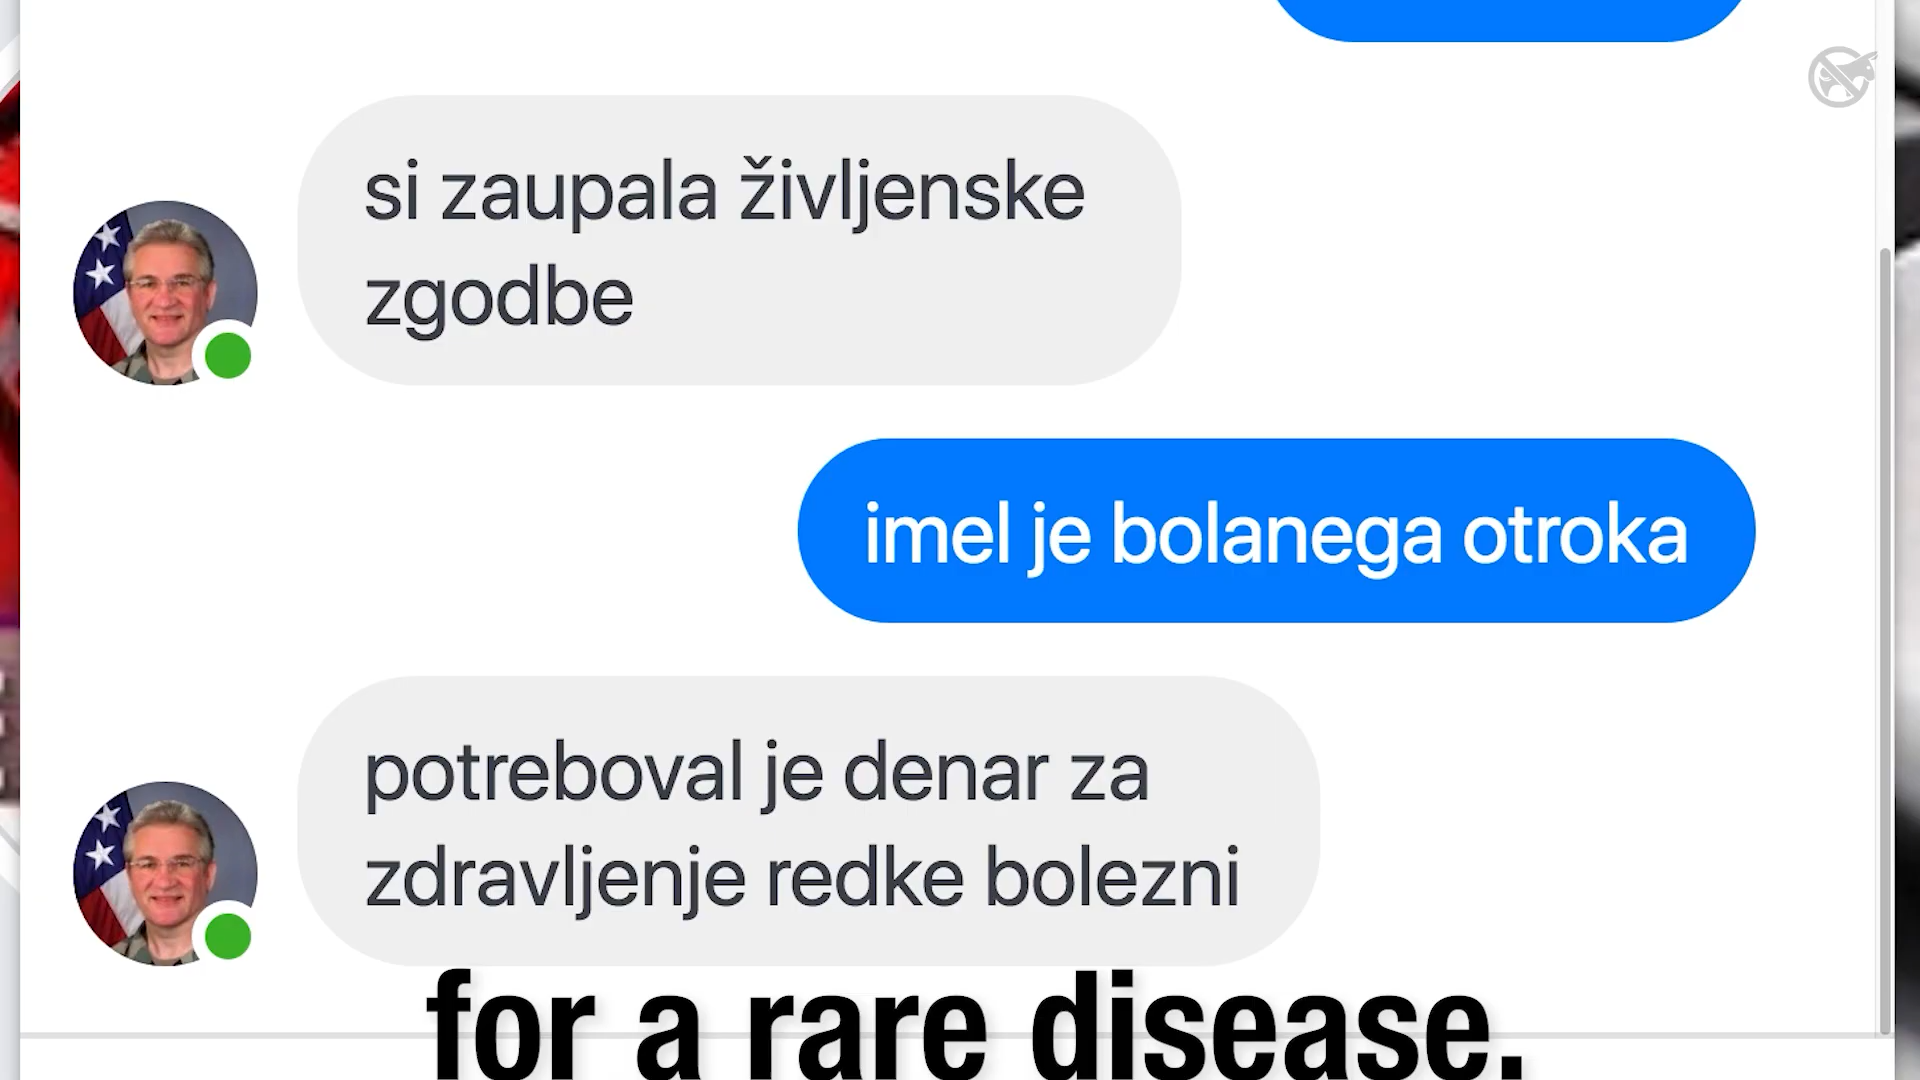 si zaupala življenske
zgodbe
imel je bolanega otroka
potreboval je denar za
zdravljenje redke bolezni
for a rare disease.